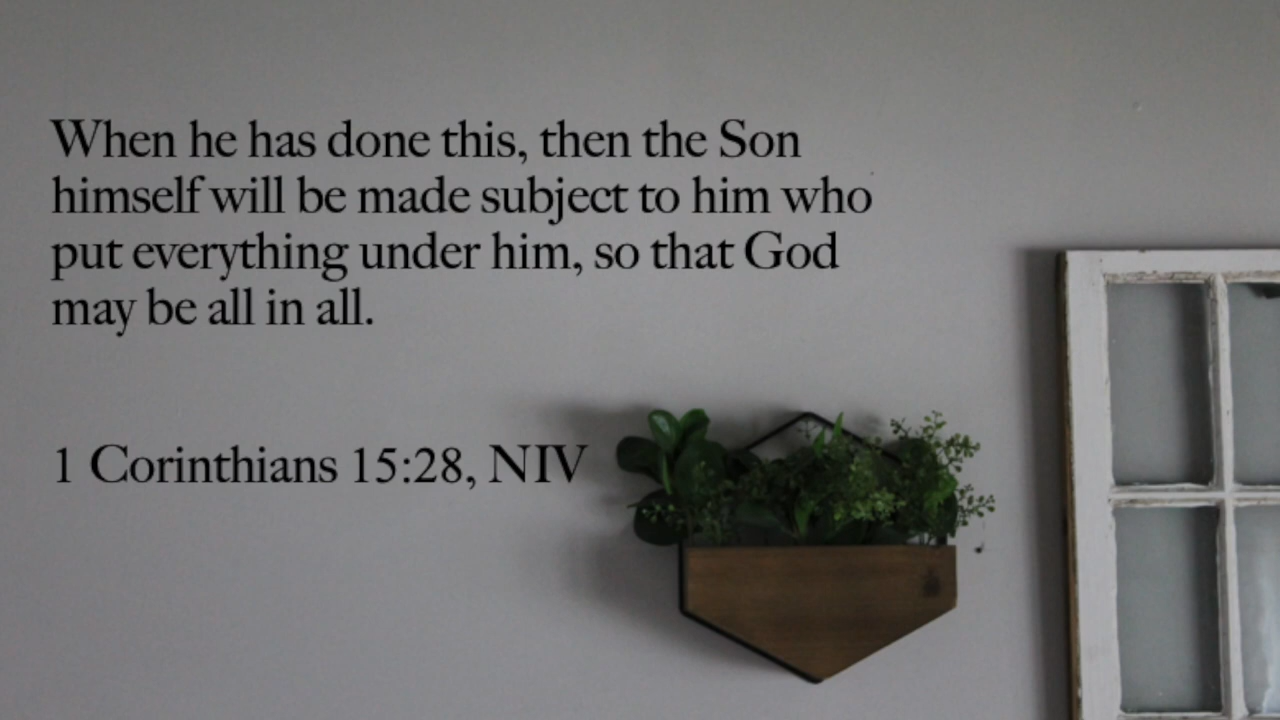 When he has done this, then the Son
himself will be made subject to him who
put everything under him, so that God
may be all in all.
1 Corinthians 15:28, NIV